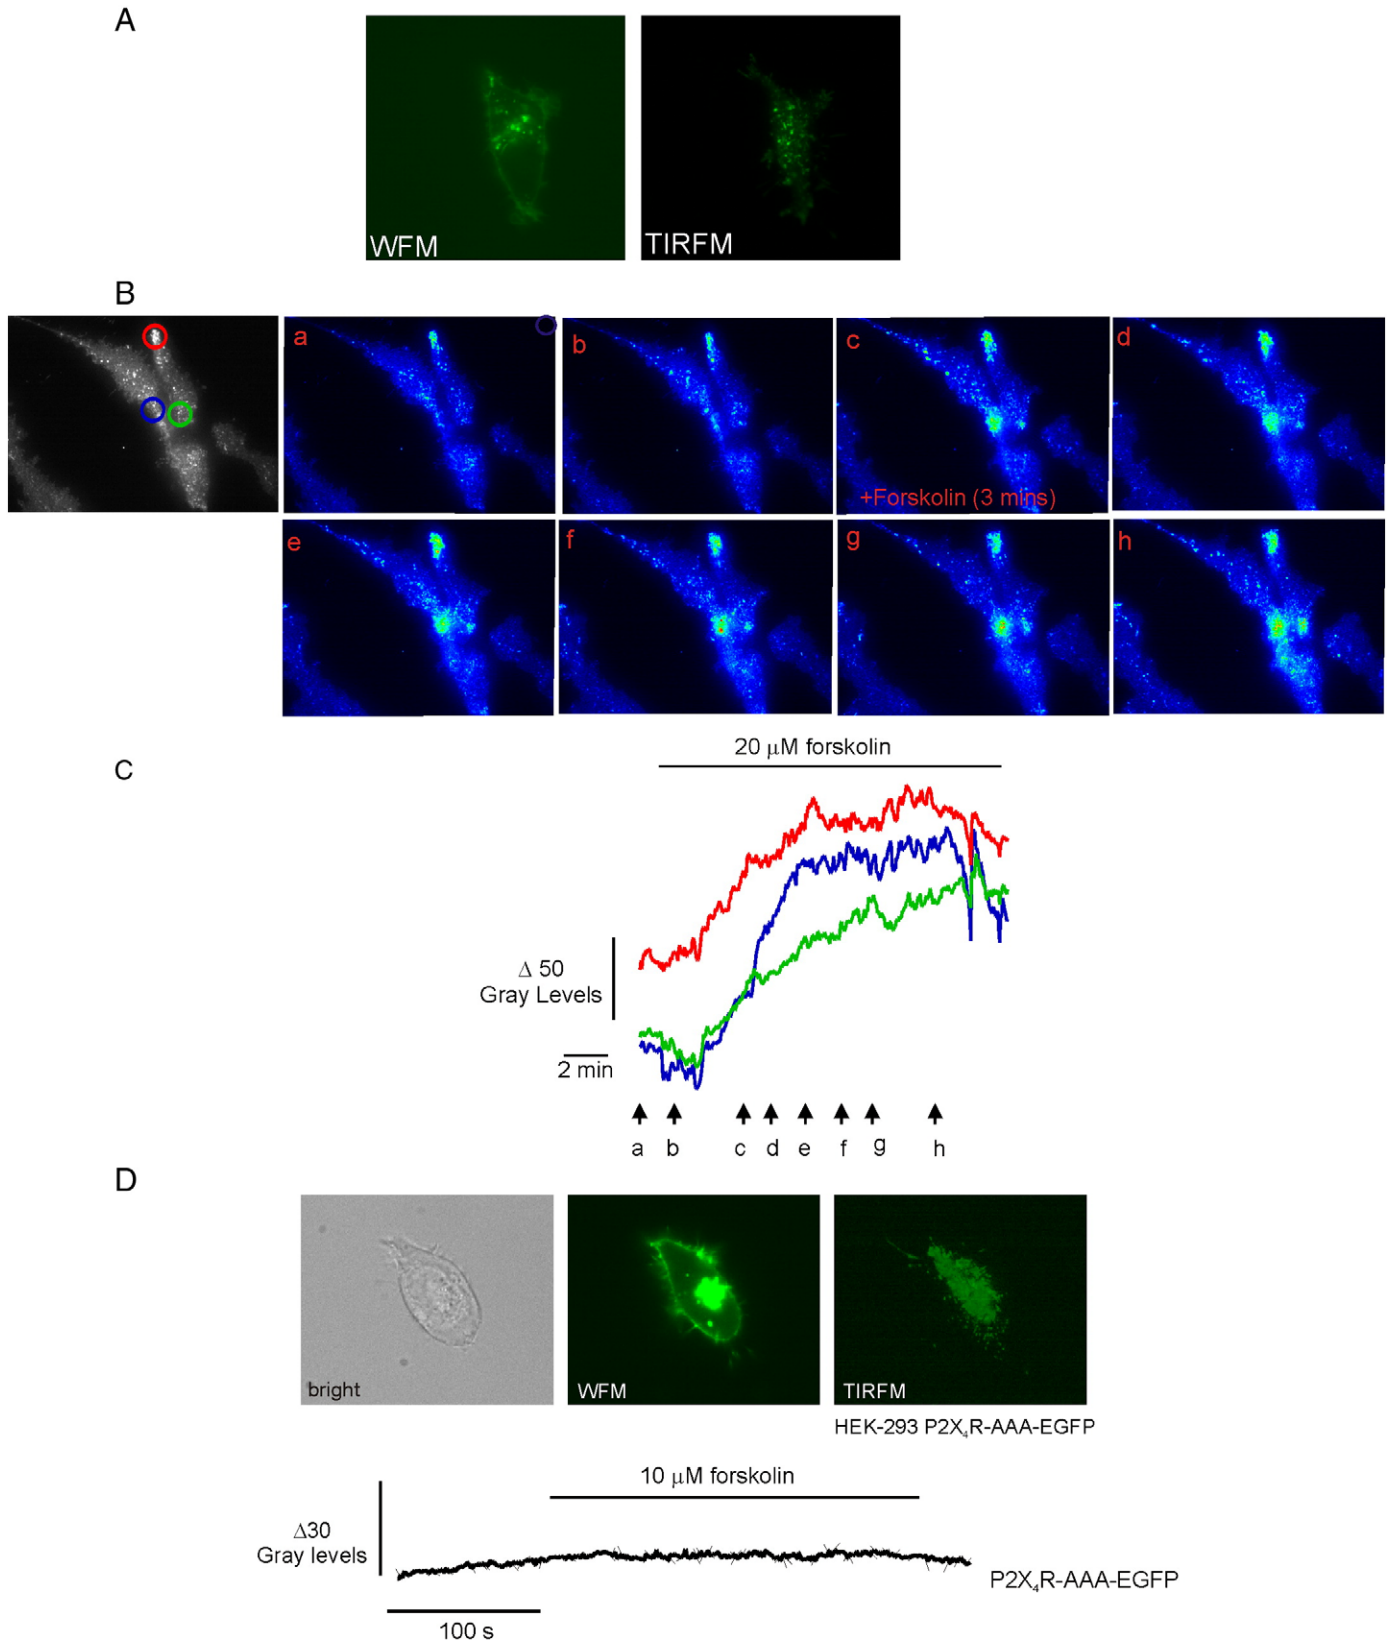 A
WFM
TIRFM
B
a
b
c
+Forskolin (3 mins)
d
e
f
g
h
C
20 μM forskolin
Δ 50
Gray Levels
2 min
a b c d e f g h
D
bright
WFM
TIRFM
HEK-293 P2X₄R-AAA-EGFP
10 μM forskolin
Δ30
Gray levels
P2X₄R-AAA-EGFP
100 s